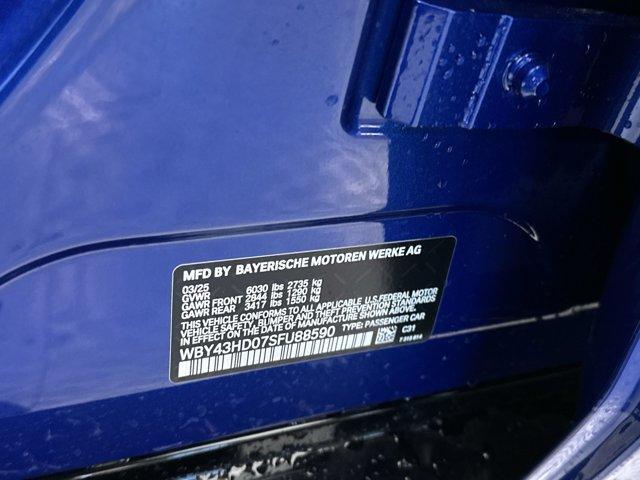 MFD BY BAYERISCHE MOTOREN WERKE AG
03/25 6030 lbs 2735 kg
GVWR
GAWR FRONT 2844 lbs 1290 kg
GAWR REAR 3417 lbs 1550 kg
THIS VEHICLE CONFORMS TO ALL APPLICABLE U.S.FEDERAL MOTOR
VEHICLE SAFETY, BUMPER AND THEFT PREVENTION STANDARDS
IN EFFECT ON THE DATE OF MANUFACTURE SHOWN ABOVE.
WBY43HD07SFU88590 TYPE: PASSENGER CAR
C31